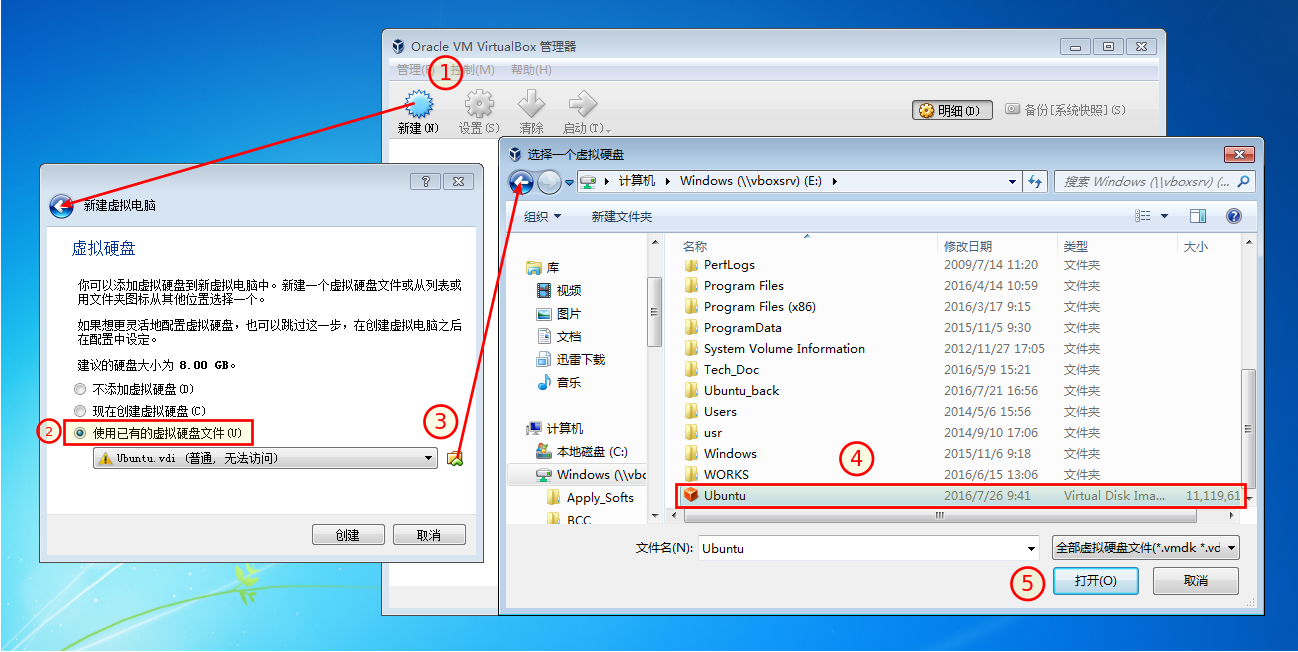 Oracle VM VirtualBox 管理器
控制(M) 帮助(H)
1
新建(N) 设置(S) 清除 启动(T)
明细(D) 备份[系统快照](S)
新建虚拟电脑
虚拟硬盘
你可以添加虚拟硬盘到新虚拟电脑中。新建一个虚拟硬盘文件或从列表或
用文件夹图标从其他位置选择一个。
如果想更灵活地配置虚拟硬盘，也可以跳过这一步，在创建虚拟电脑之后
在配置中设定。
建议的硬盘大小为 8.00 GB。
不添加虚拟硬盘(D)
现在创建虚拟硬盘(C)
2
使用已有的虚拟硬盘文件(U)
Ubuntu.vdi (普通, 无法访问)
3
创建 取消
选择一个虚拟硬盘
计算机 Windows (\\vboxsrv) (E:)
搜索 Windows (\\vboxsrv) (...
组织 新建文件夹
库
视频
图片
文档
迅雷下载
音乐
计算机
本地磁盘 (C:)
Windows (\\vbo
Apply_Softs
BCC
名称 修改日期 类型 大小
PerfLogs 2009/7/14 11:20 文件夹
Program Files 2016/4/14 10:59 文件夹
Program Files (x86) 2016/3/17 9:15 文件夹
ProgramData 2015/11/5 9:30 文件夹
System Volume Information 2012/11/27 17:05 文件夹
Tech_Doc 2016/5/9 15:21 文件夹
Ubuntu_back 2016/7/21 16:56 文件夹
Users 2014/5/6 15:56 文件夹
usr 2014/9/10 17:06 文件夹
Windows 2015/11/6 9:18 文件夹
WORKS 2016/6/15 13:06 文件夹
4
Ubuntu 2016/7/26 9:41 Virtual Disk Ima... 11,119,61
文件名(N): Ubuntu 全部虚拟硬盘文件(*.vmdk *.vd
5
打开(O) 取消